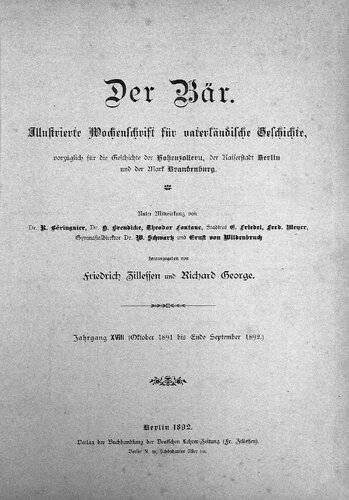 Der Bär.
Illustrierte Wochenschrift für vaterländische Geschichte,
vorzüglich für die Geschichte der Hohenzollern, der Kaiserstadt Berlin
und der Mark Brandenburg.
Unter Mitwirkung von
Dr. R. Béringuier, Dr. H. Brendicke, Theodor Fontane, Stadtrat E. Friedel, Ferd. Meyer,
Gymnasialdirektor Dr. W. Schwartz und Ernst von Wildenbruch
herausgegeben von
Friedrich Zillessen und Richard George.
Jahrgang XVIII (Oktober 1891 bis Ende September 1892.)
Berlin 1892.
Verlag der Buchhandlung der Deutschen Lehrer-Zeitung (Fr. Zillessen).
Berlin N. Schönhauser Allee